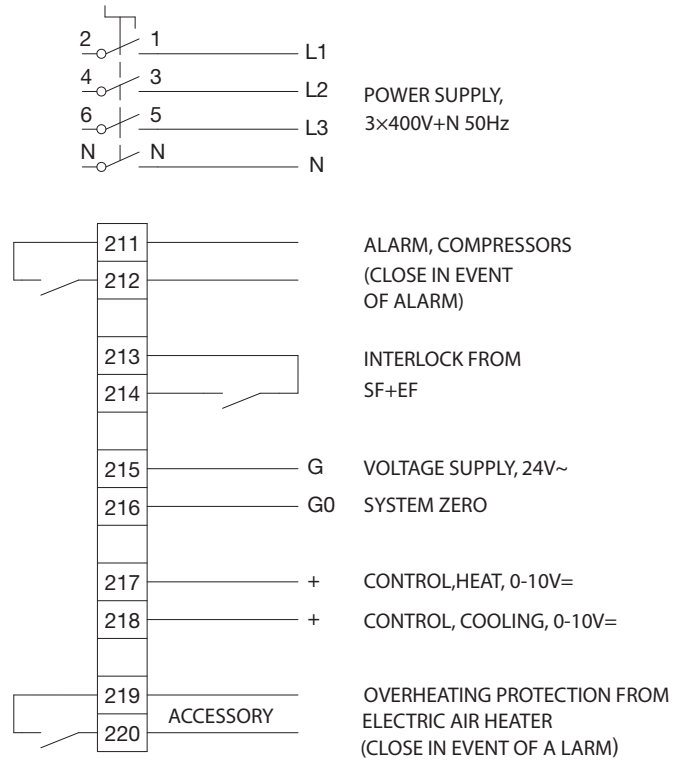 2 1 L1
4 3 L2
6 5 L3
N N N
POWER SUPPLY,
3×400V+N 50Hz
211
212
ALARM, COMPRESSORS
(CLOSE IN EVENT
OF ALARM)
213
214
INTERLOCK FROM
SF+EF
215 G VOLTAGE SUPPLY, 24V~
216 G0 SYSTEM ZERO
217 + CONTROL,HEAT, 0-10V=
218 + CONTROL, COOLING, 0-10V=
219
220
ACCESSORY
OVERHEATING PROTECTION FROM
ELECTRIC AIR HEATER
(CLOSE IN EVENT OF A LARM)